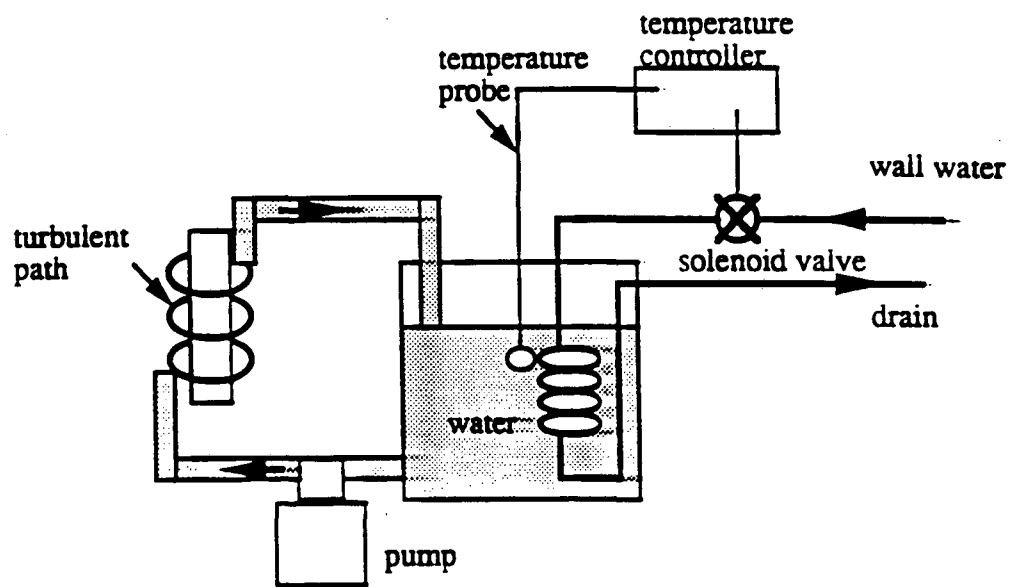 temperature
controller
temperature
probe
wall water
turbulent
path
solenoid valve
drain
water
pump